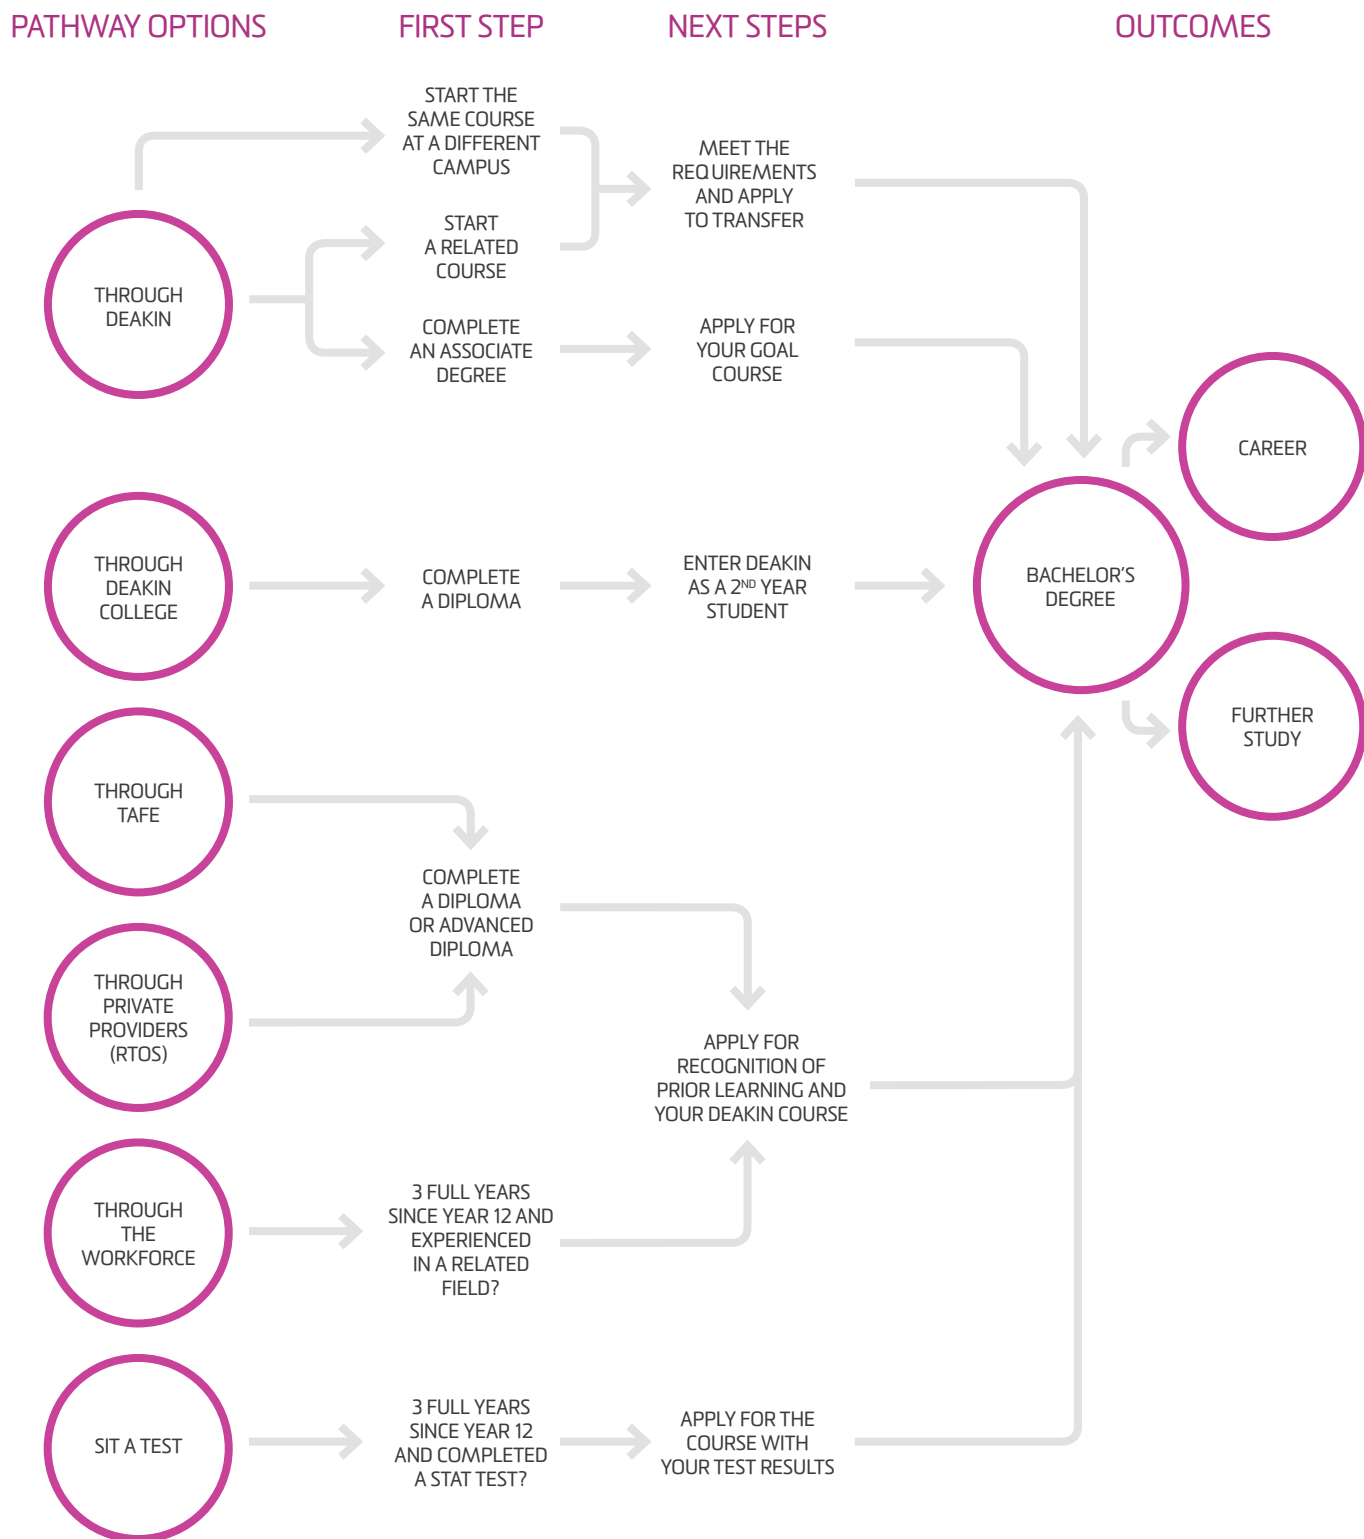 PATHWAY OPTIONS
FIRST STEP
NEXT STEPS
OUTCOMES
START THE
SAME COURSE
AT A DIFFERENT
CAMPUS
MEET THE
REQUIREMENTS
AND APPLY
TO TRANSFER
THROUGH
DEAKIN
START
A RELATED
COURSE
COMPLETE
AN ASSOCIATE
DEGREE
APPLY FOR
YOUR GOAL
COURSE
CAREER
THROUGH
DEAKIN
COLLEGE
COMPLETE
A DIPLOMA
ENTER DEAKIN
AS A 2ND YEAR
STUDENT
BACHELOR'S
DEGREE
FURTHER
STUDY
THROUGH
TAFE
COMPLETE
A DIPLOMA
OR ADVANCED
DIPLOMA
THROUGH
PRIVATE
PROVIDERS
(RTOS)
APPLY FOR
RECOGNITION OF
PRIOR LEARNING AND
YOUR DEAKIN COURSE
THROUGH
THE
WORKFORCE
3 FULL YEARS
SINCE YEAR 12 AND
EXPERIENCED
IN A RELATED
FIELD?
SIT A TEST
3 FULL YEARS
SINCE YEAR 12
AND COMPLETED
A STAT TEST?
APPLY FOR THE
COURSE WITH
YOUR TEST RESULTS